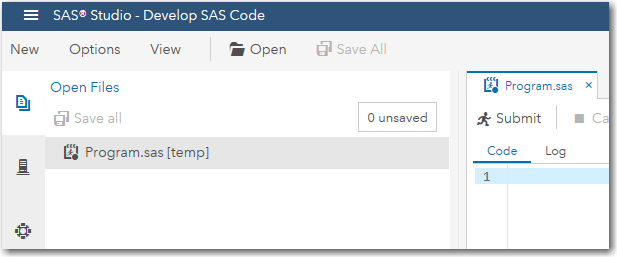 SAS® Studio - Develop SAS Code
New Options View Open Save All
Open Files
Save all 0 unsaved
Program.sas [temp]
Program.sas ×
Submit Ca
Code Log
1